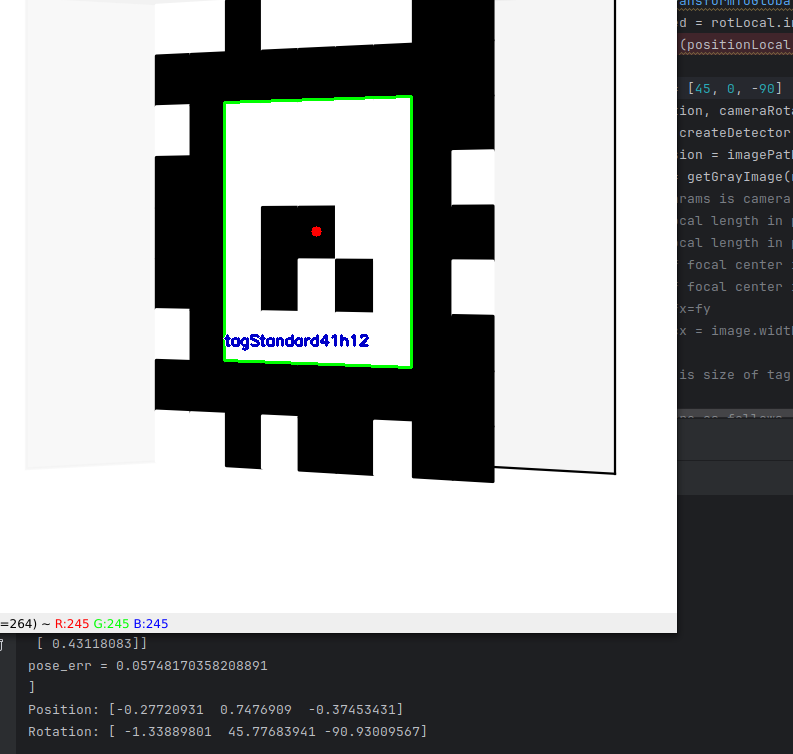 d = rotLocal.i
(positionLocal
[45, 0, -90]
ion, cameraRot
createDetector
ion = imagePat
getGrayImage(
rams is camera
cal length in
cal length in
focal center
focal center
x=fy
x = image.widt
is size of tag
tagStandard41h12
=264) ~ R:245 G:245 B:245
[ 0.43118083]]
pose_err = 0.05748170358208891
]
Position: [-0.27720931 0.7476909 -0.37453431]
Rotation: [ -1.33889801 45.77683941 -90.93009567]